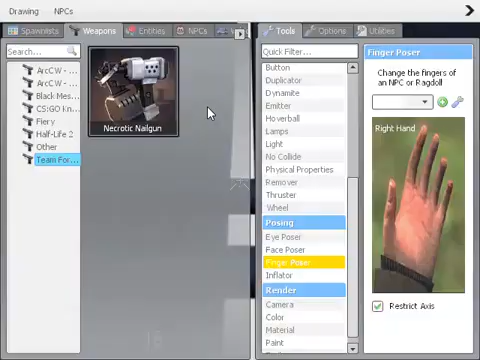 Drawing NPCs
Spawnlists Weapons Entities NPCs
Tools Options Utilities
Search...
ArcCW - ...
ArcCW - ...
Black Mes...
CS:GO kn...
Fiery
Half-Life 2
Other
Team For...
Necrotic Nailgun
Quick Filter...
Button
Duplicator
Dynamite
Emitter
Hoverball
Lamps
Light
No Collide
Physical Properties
Remover
Thruster
Wheel
Posing
Eye Poser
Face Poser
Finger Poser
Inflator
Render
Camera
Color
Material
Paint
Finger Poser
Change the fingers of
an NPC or Ragdoll
Right Hand
Restrict Axis